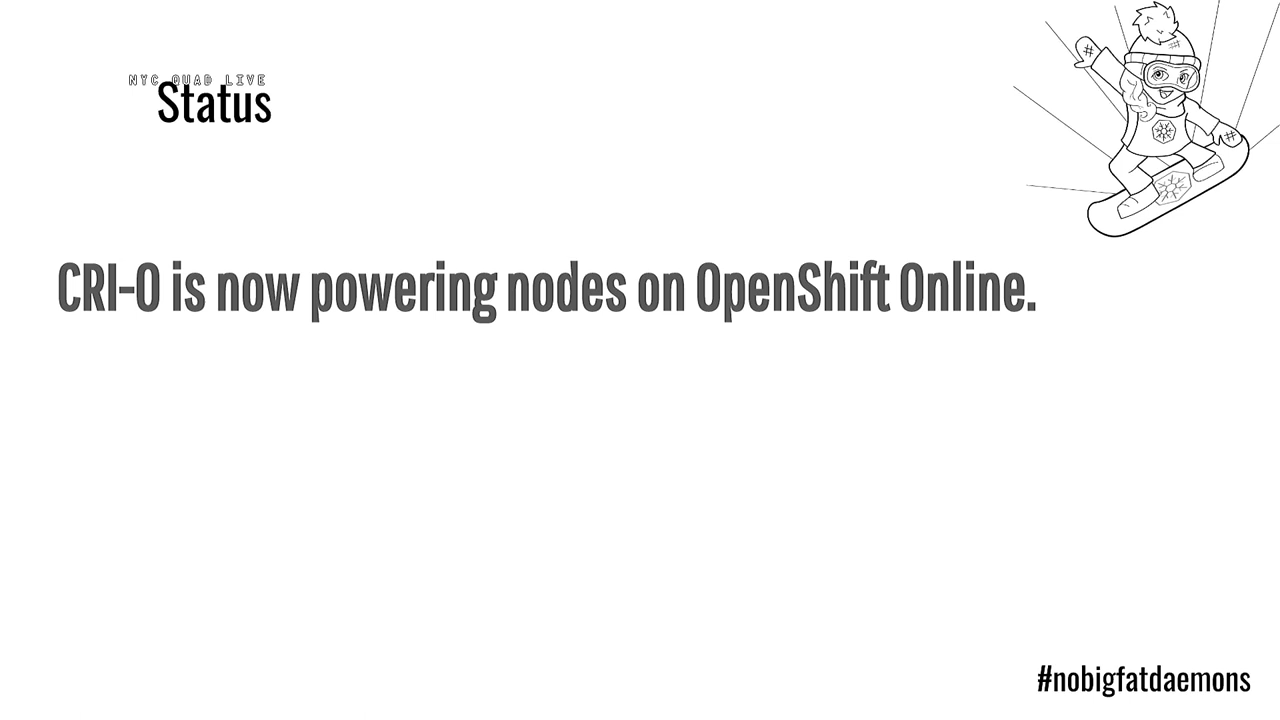 NYC QUAD LIVE
Status
CRI-O is now powering nodes on OpenShift Online.
#nobigfatdaemons